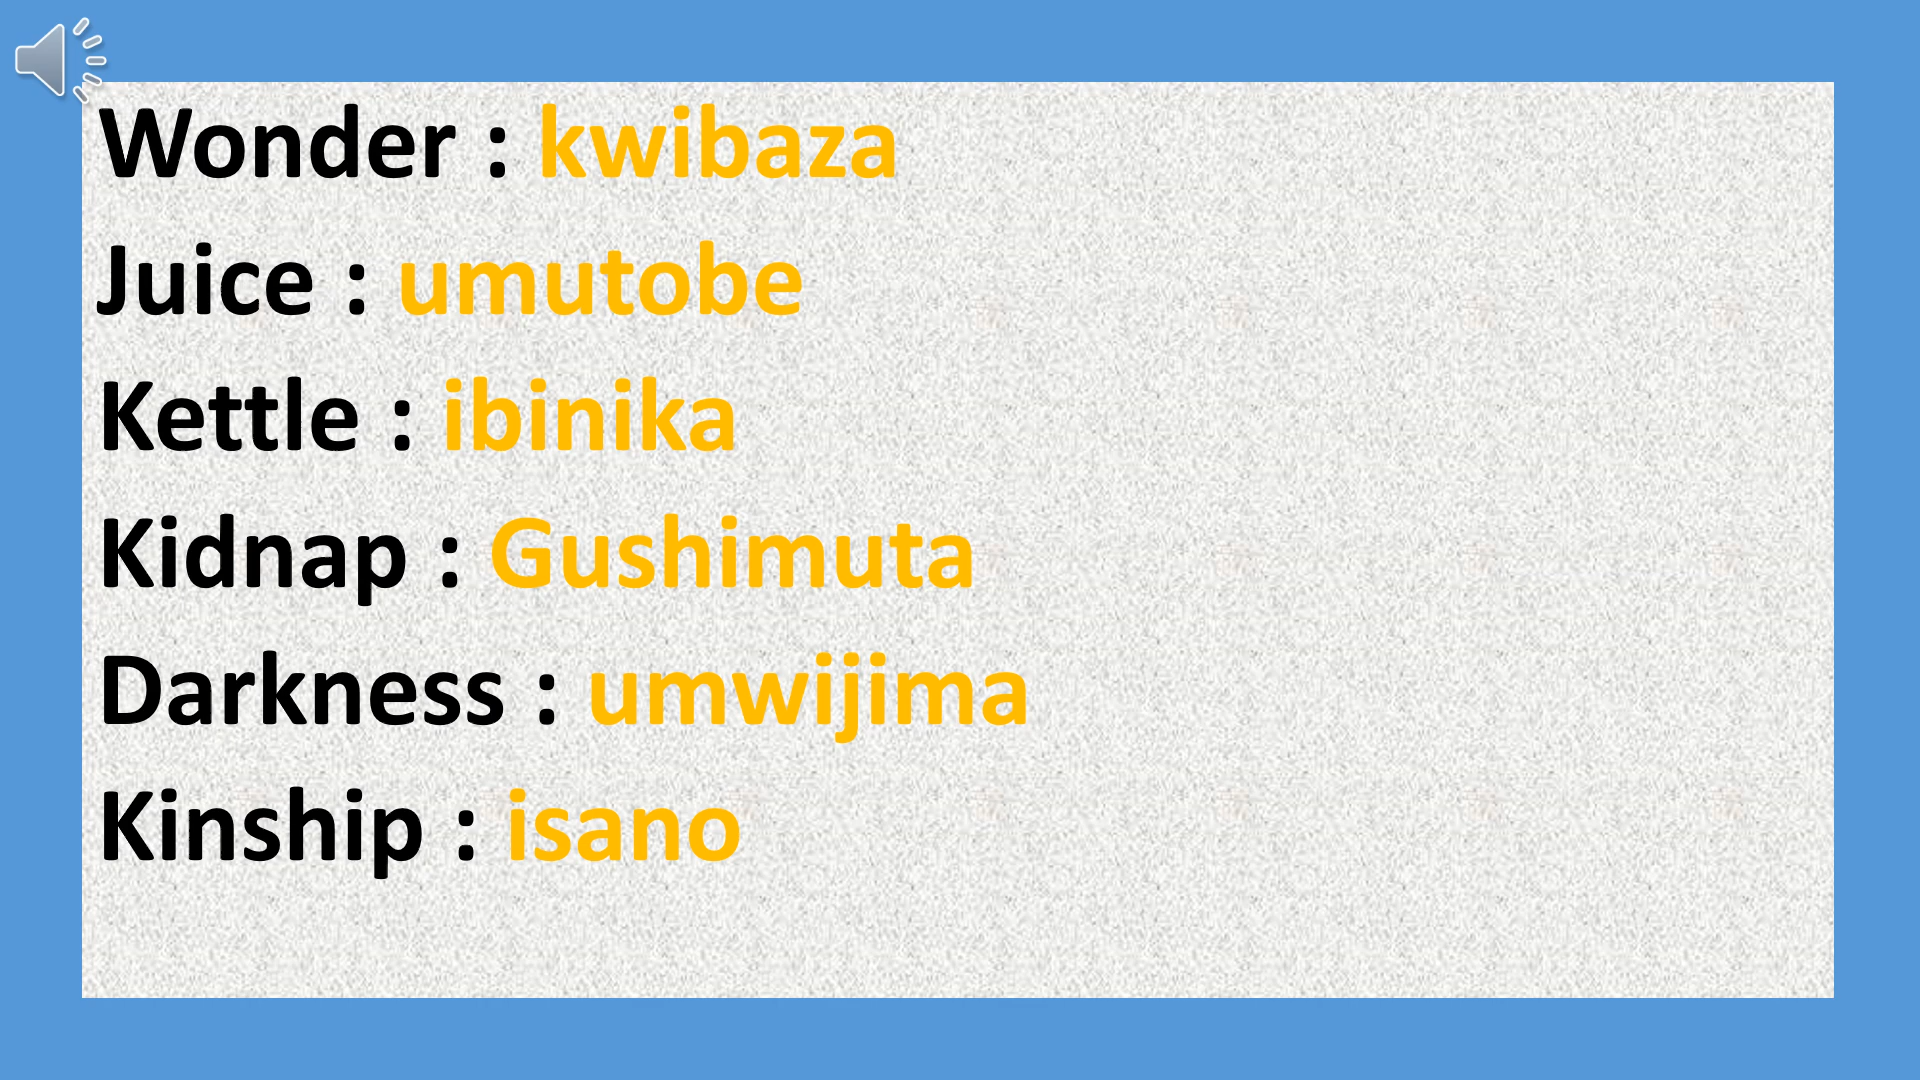 Wonder : kwibaza
Juice : umutobe
Kettle : ibinika
Kidnap : Gushimuta
Darkness : umwijima
Kinship : isano